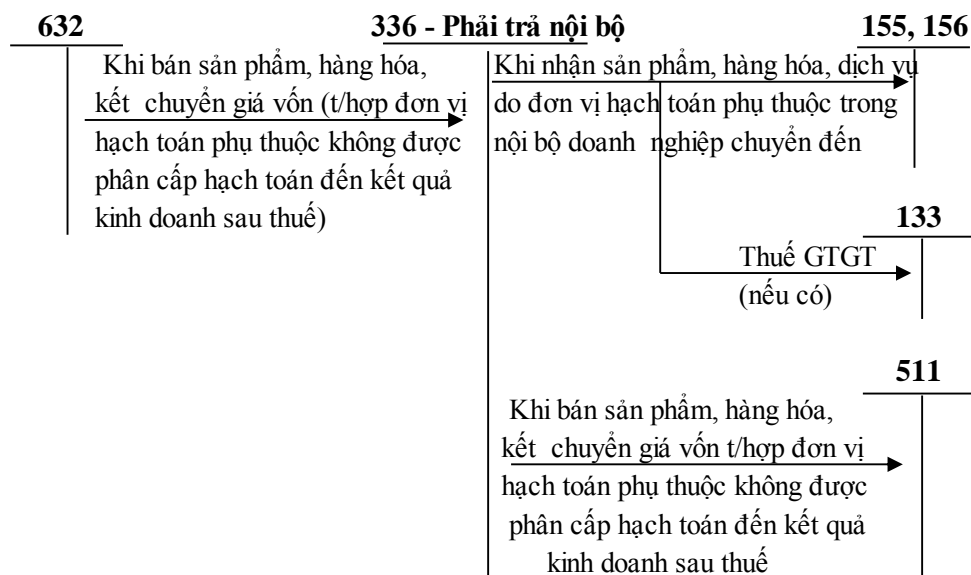 632
336 - Phải trả nội bộ
155, 156
Khi bán sản phẩm, hàng hóa,
kết chuyển giá vốn (t/hợp đơn vị
hạch toán phụ thuộc không được
phân cấp hạch toán đến kết quả
kinh doanh sau thuế)
Khi nhận sản phẩm, hàng hóa, dịch vụ
do đơn vị hạch toán phụ thuộc trong
nội bộ doanh nghiệp chuyển đến
133
Thuế GTGT
(nếu có)
511
Khi bán sản phẩm, hàng hóa,
kết chuyển giá vốn t/hợp đơn vị
hạch toán phụ thuộc không được
phân cấp hạch toán đến kết quả
kinh doanh sau thuế